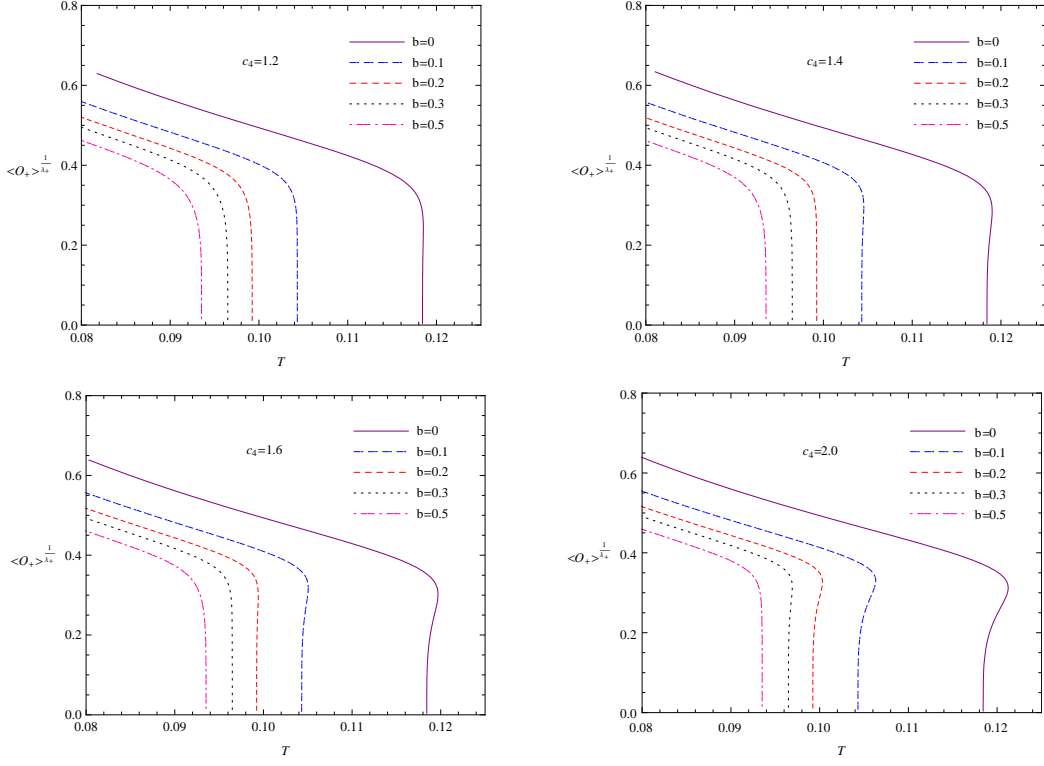 0.8
0.6
0.4
0.2
0.0
0.08
0.09
0.10
0.11
0.12
T
<O+>^{1/λ+}
c4=1.2
b=0
b=0.1
b=0.2
b=0.3
b=0.5
0.8
0.6
0.4
0.2
0.0
0.08
0.09
0.10
0.11
0.12
T
<O+>^{1/λ+}
c4=1.4
b=0
b=0.1
b=0.2
b=0.3
b=0.5
0.8
0.6
0.4
0.2
0.0
0.08
0.09
0.10
0.11
0.12
T
<O+>^{1/λ+}
c4=1.6
b=0
b=0.1
b=0.2
b=0.3
b=0.5
0.8
0.6
0.4
0.2
0.0
0.08
0.09
0.10
0.11
0.12
T
<O+>^{1/λ+}
c4=2.0
b=0
b=0.1
b=0.2
b=0.3
b=0.5